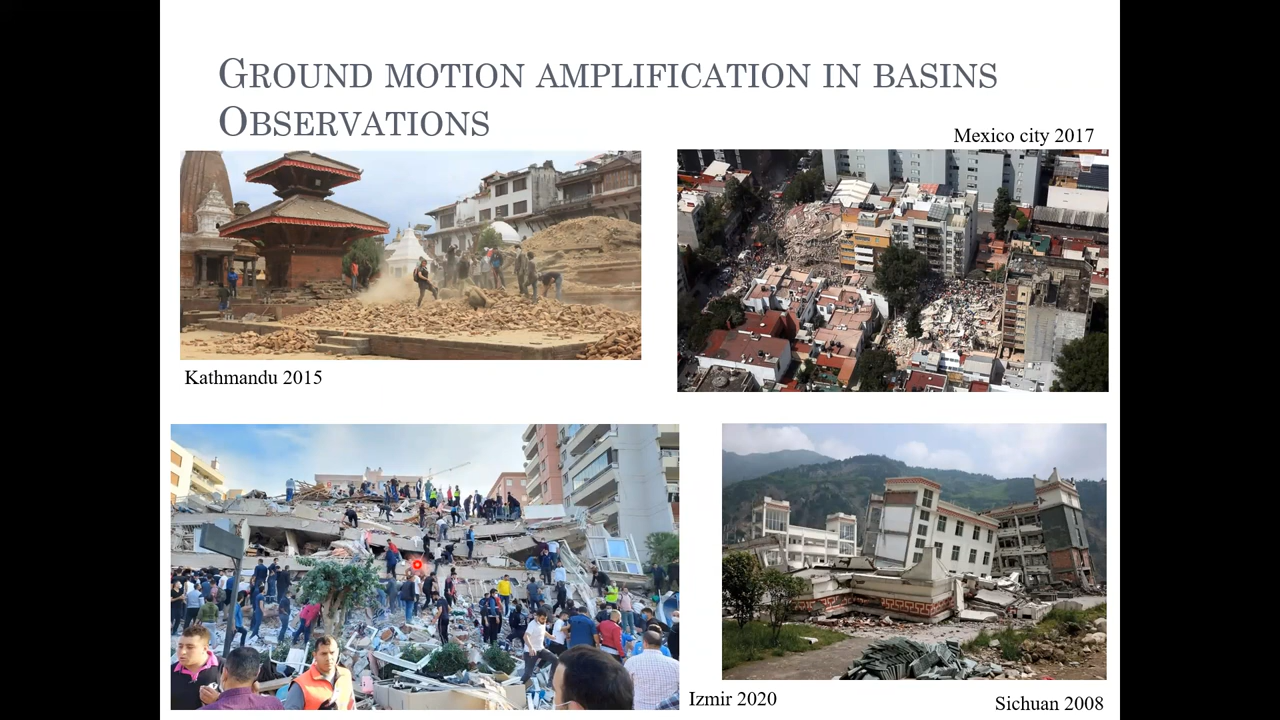 GROUND MOTION AMPLIFICATION IN BASINS
OBSERVATIONS
Mexico city 2017
Kathmandu 2015
Izmir 2020
Sichuan 2008